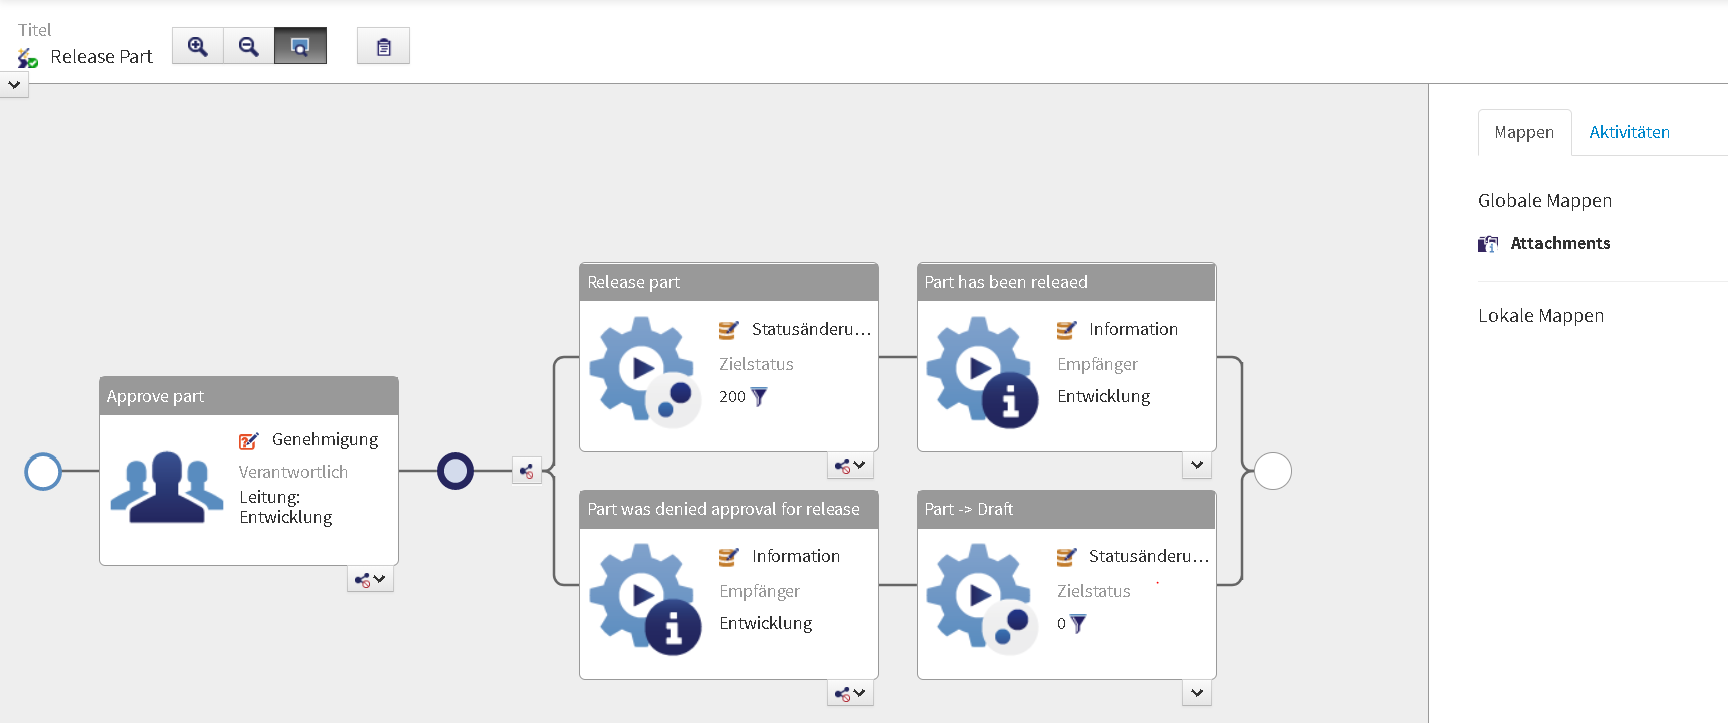 Titel
Release Part
Mappen
Aktivitäten
Globale Mappen
Attachments
Lokale Mappen
Approve part
Genehmigung
Verantwortlich
Leitung:
Entwicklung
Release part
Statusänderu...
Zielstatus
200
Part has been releaed
Information
Empfänger
Entwicklung
Part was denied approval for release
Information
Empfänger
Entwicklung
Part -> Draft
Statusänderu...
Zielstatus
0